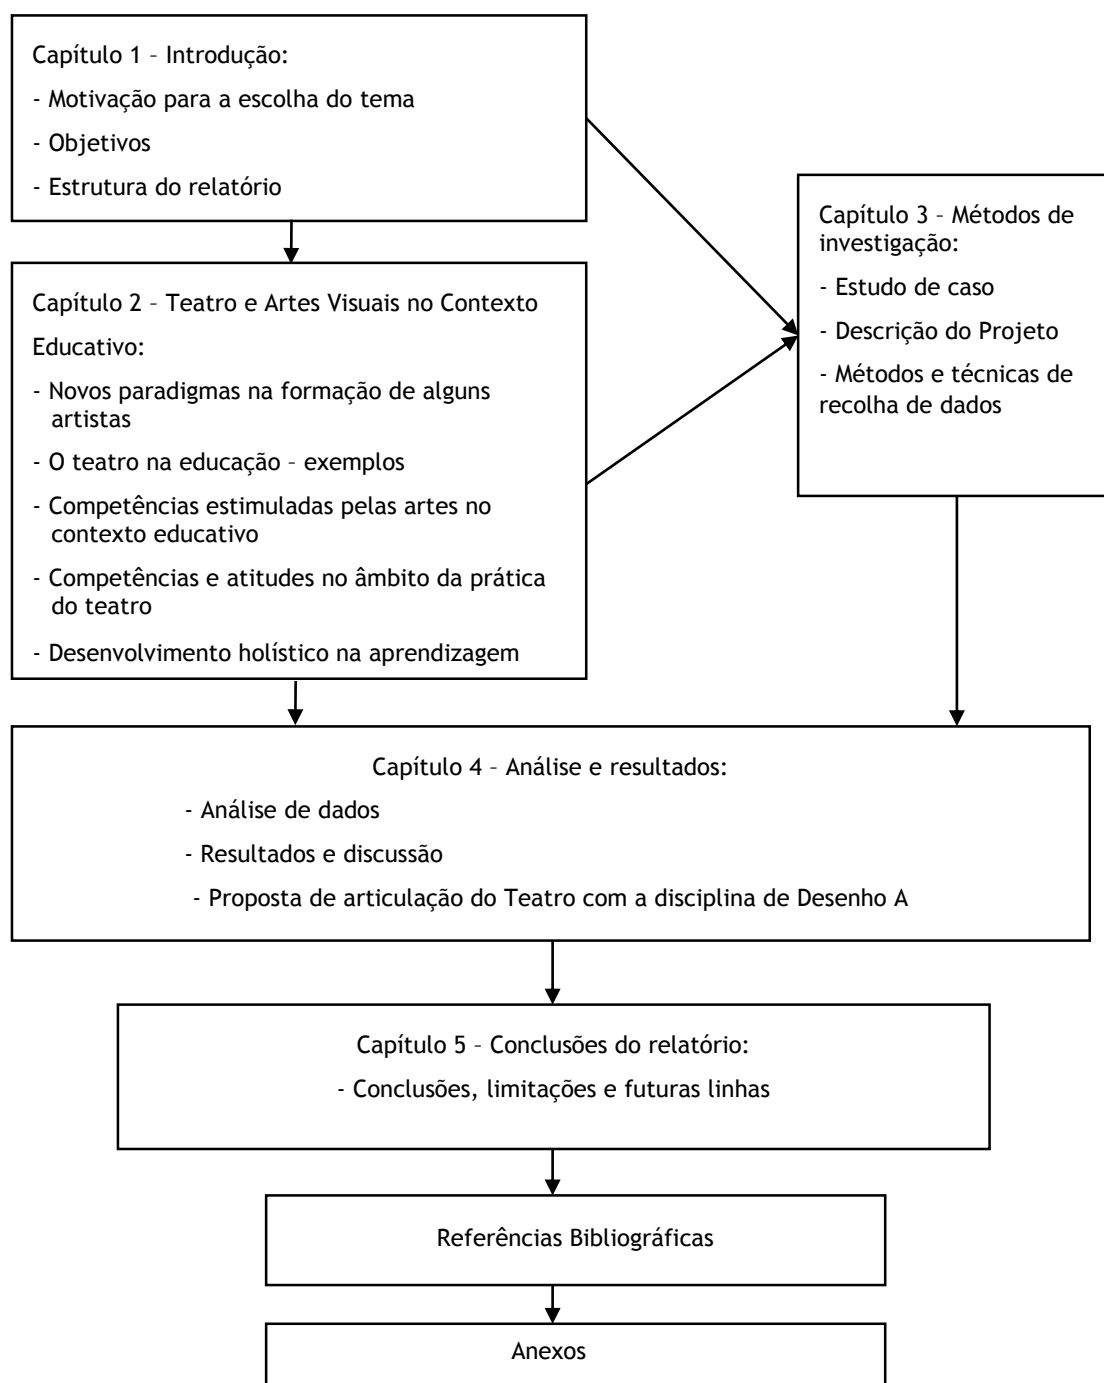 Capítulo 1 – Introdução:
- Motivação para a escolha do tema
- Objetivos
- Estrutura do relatório
Capítulo 2 – Teatro e Artes Visuais no Contexto
Educativo:
- Novos paradigmas na formação de alguns
artistas
- O teatro na educação – exemplos
- Competências estimuladas pelas artes no
contexto educativo
- Competências e atitudes no âmbito da prática
do teatro
- Desenvolvimento holístico na aprendizagem
Capítulo 3 – Métodos de
investigação:
- Estudo de caso
- Descrição do Projeto
- Métodos e técnicas de
recolha de dados
Capítulo 4 – Análise e resultados:
- Análise de dados
- Resultados e discussão
- Proposta de articulação do Teatro com a disciplina de Desenho A
Capítulo 5 – Conclusões do relatório:
- Conclusões, limitações e futuras linhas
Referências Bibliográficas
Anexos